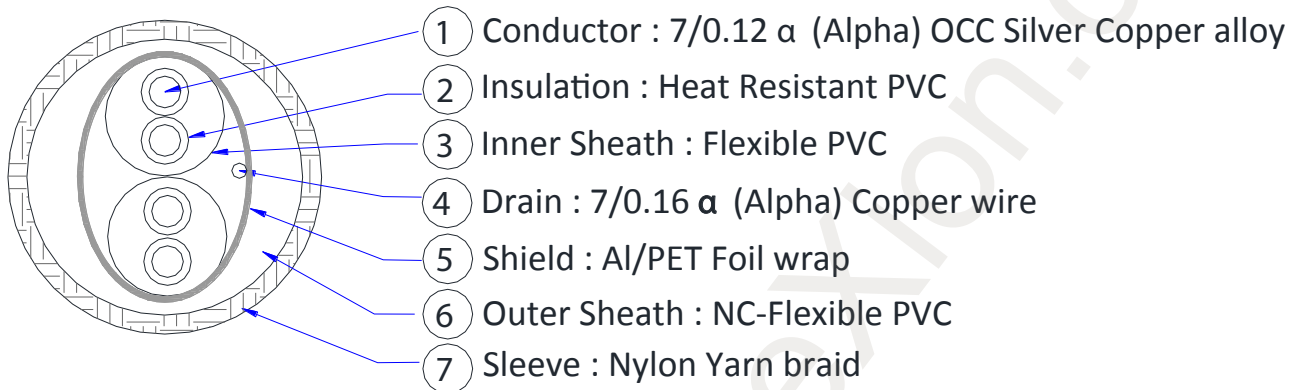 1 Conductor : 7/0.12 α (Alpha) OCC Silver Copper alloy
2 Insulation : Heat Resistant PVC
3 Inner Sheath : Flexible PVC
4 Drain : 7/0.16 α (Alpha) Copper wire
5 Shield : Al/PET Foil wrap
6 Outer Sheath : NC-Flexible PVC
7 Sleeve : Nylon Yarn braid